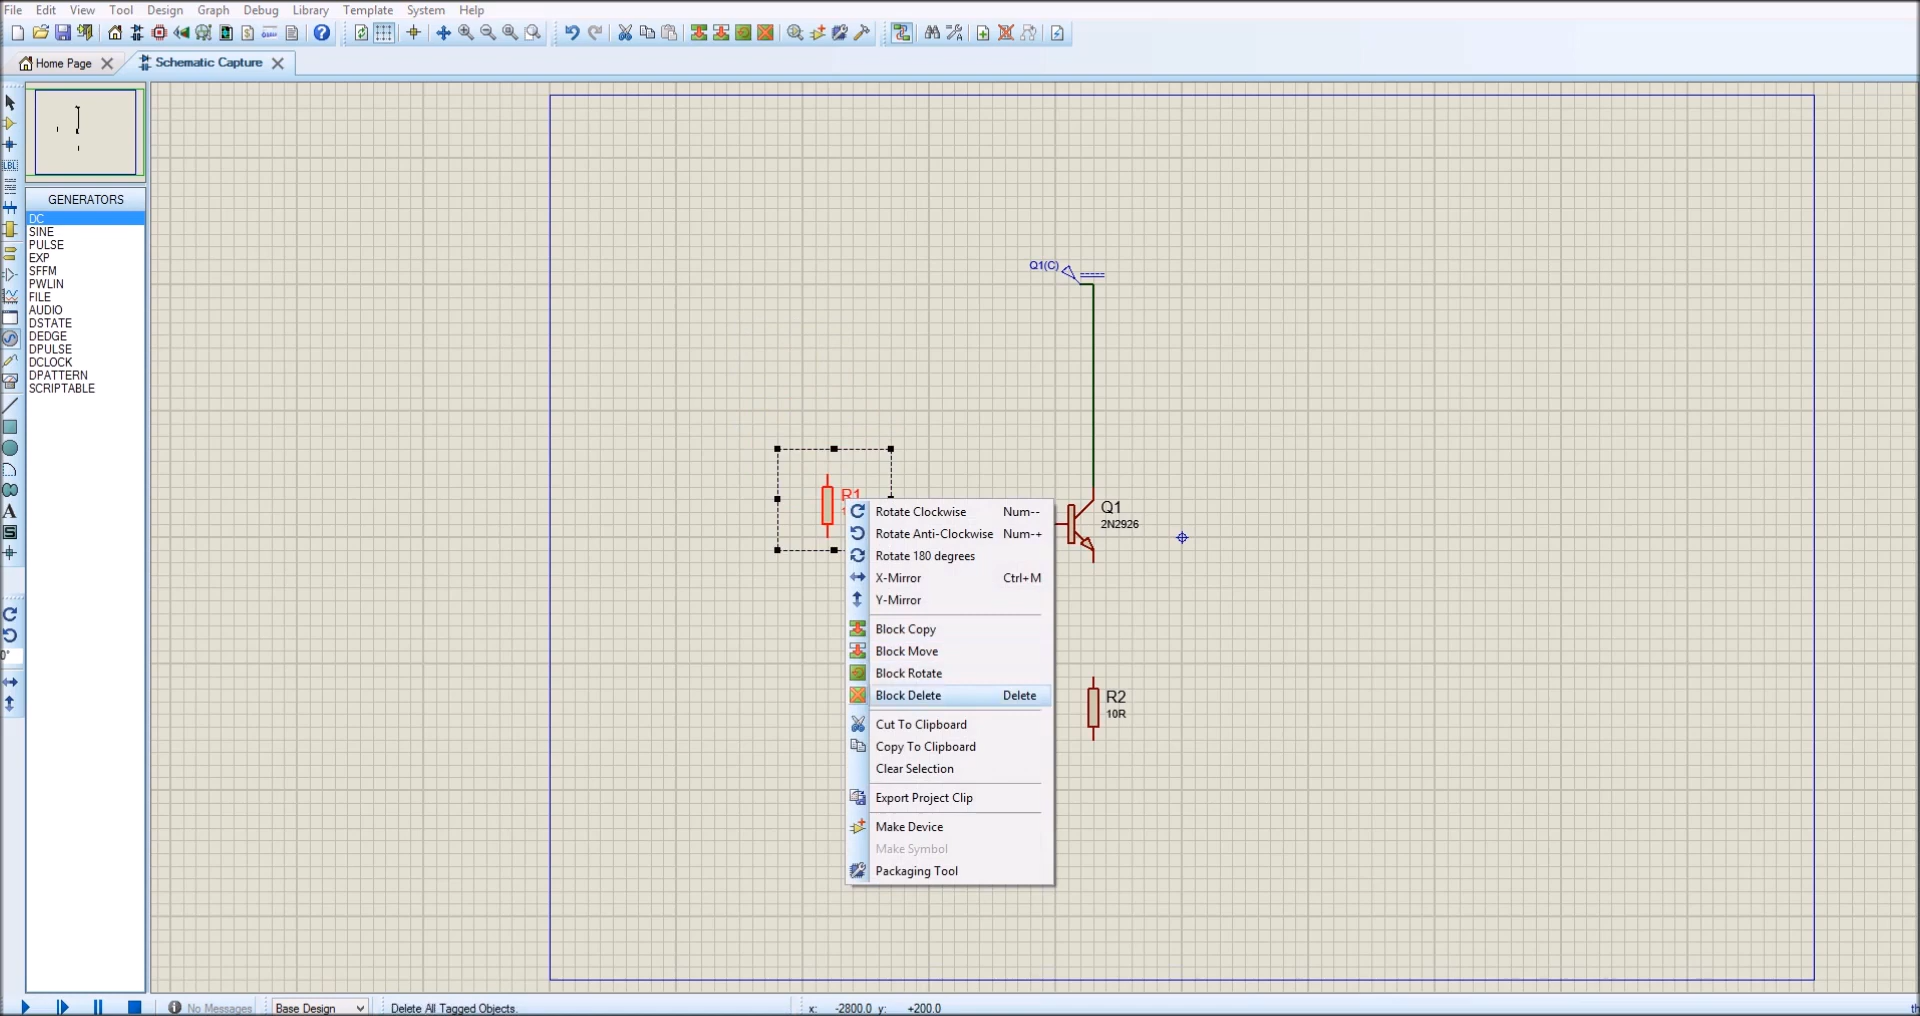 File Edit View Tool Design Graph Debug Library Template System Help
Home Page
Schematic Capture
LBL
GENERATORS
DC
SINE
PULSE
EXP
SFFM
PWLIN
FILE
AUDIO
DSTATE
DEDGE
DPULSE
DCLOCK
DPATTERN
SCRIPTABLE
A
S
0°
Q1(C)
R1
Q1
2N2926
R2
10R
Rotate Clockwise Num--
Rotate Anti-Clockwise Num-+
Rotate 180 degrees
X-Mirror Ctrl+M
Y-Mirror
Block Copy
Block Move
Block Rotate
Block Delete Delete
Cut To Clipboard
Copy To Clipboard
Clear Selection
Export Project Clip
Make Device
Make Symbol
Packaging Tool
No Messages
Base Design
Delete All Tagged Objects.
x: -2800.0 y: +200.0
th